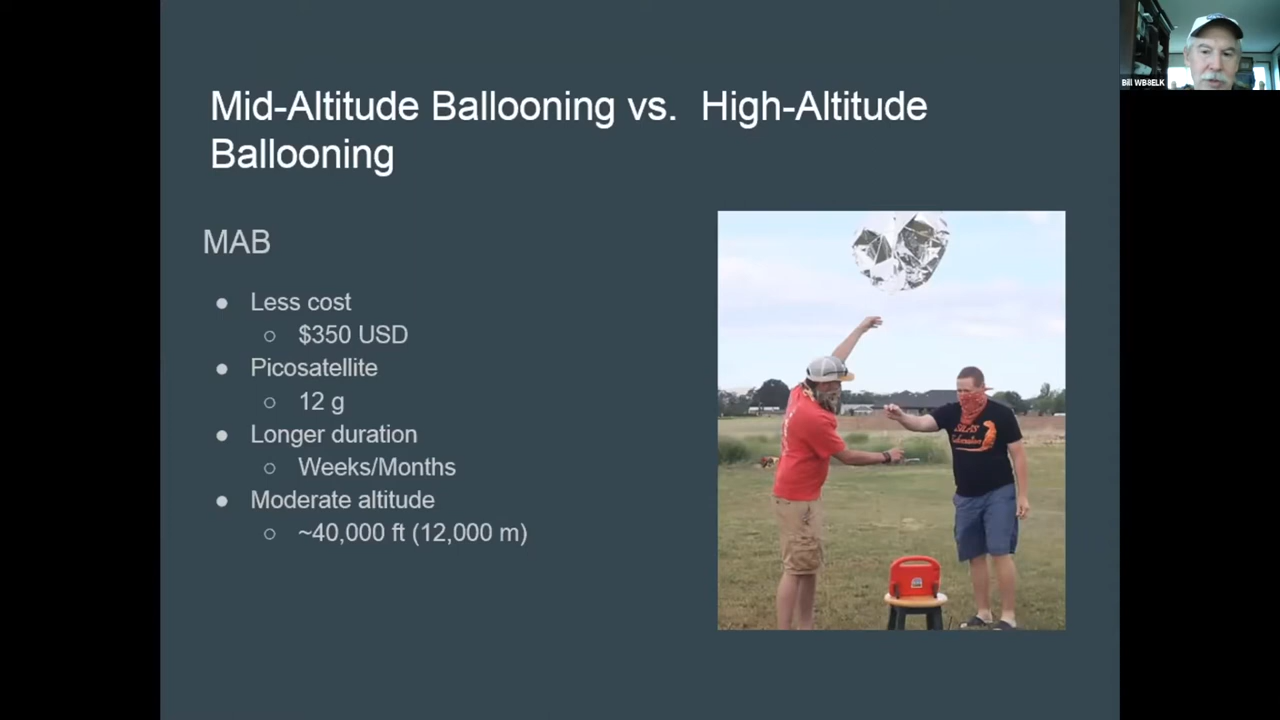 Mid-Altitude Ballooning vs. High-Altitude
Ballooning
MAB
● Less cost
○ $350 USD
● Picosatellite
○ 12 g
● Longer duration
○ Weeks/Months
● Moderate altitude
○ ~40,000 ft (12,000 m)
Bill WB8ELK